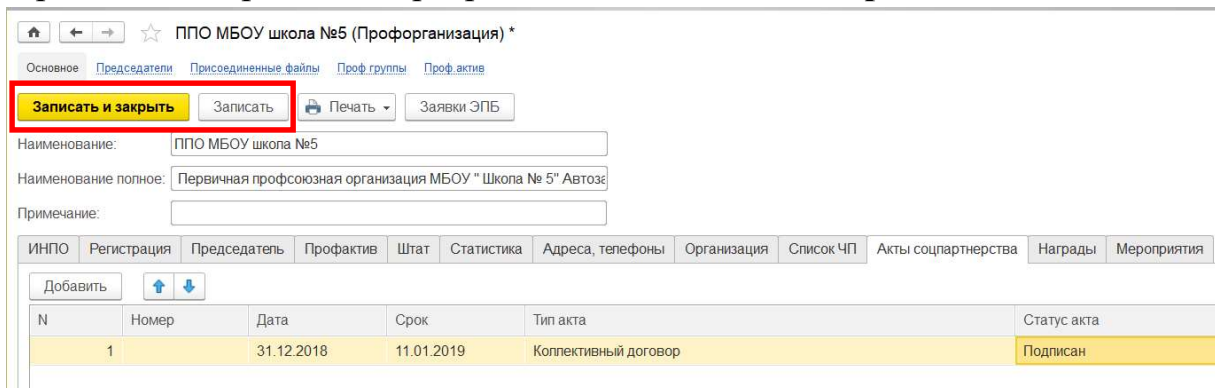 ППО МБОУ школа №5 (Профорганизация) *
Основное Председатели Присоединенные файлы Проф группы Проф.актив
Записать и закрыть Записать Печать Заявки ЭПБ
Наименование: ППО МБОУ школа №5
Наименование полное: Первичная профсоюзная организация МБОУ " Школа № 5" Автоза
Примечание:
ИНПО Регистрация Председатель Профактив Штат Статистика Адреса, телефоны Организация Список ЧП Акты соцпартнерства Награды Мероприятия
Добавить
N Номер Дата Срок Тип акта Статус акта
1 31.12.2018 11.01.2019 Коллективный договор Подписан